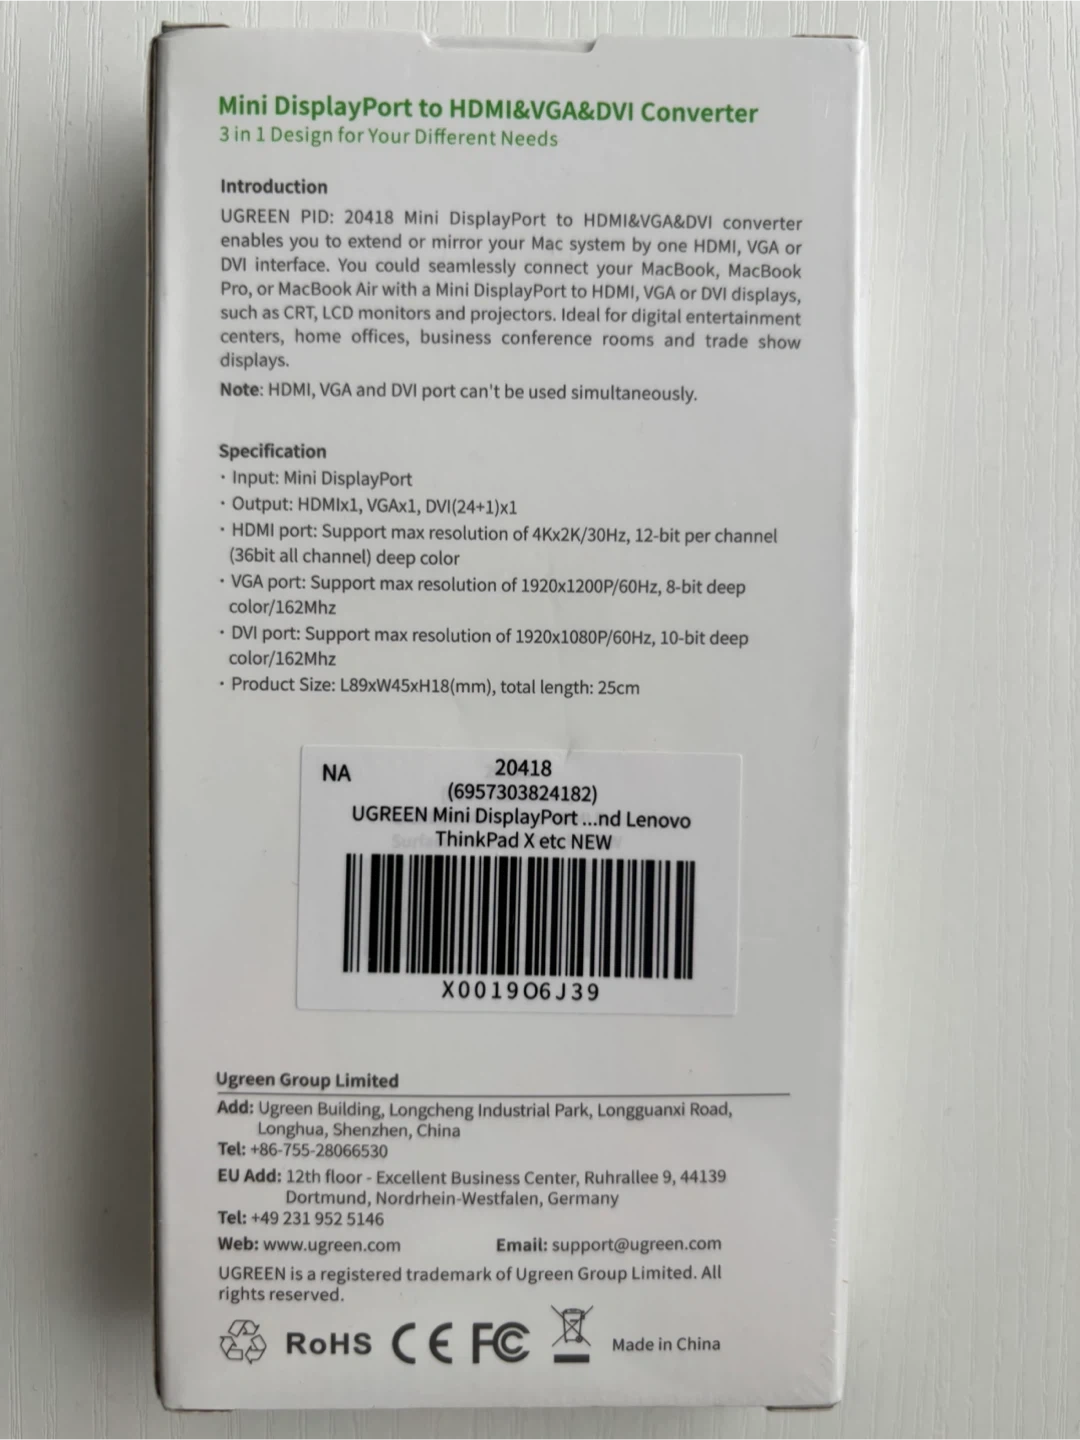 Mini DisplayPort to HDMI&VGA&DVI Converter
3 in 1 Design for Your Different Needs
Introduction
UGREEN PID: 20418 Mini DisplayPort to HDMI&VGA&DVI converter
enables you to extend or mirror your Mac system by one HDMI, VGA or
DVI interface. You could seamlessly connect your MacBook, MacBook
Pro, or MacBook Air with a Mini DisplayPort to HDMI, VGA or DVI displays,
such as CRT, LCD monitors and projectors. Ideal for digital entertainment
centers, home offices, business conference rooms and trade show
displays.
Note: HDMI, VGA and DVI port can't be used simultaneously.
Specification
· Input: Mini DisplayPort
· Output: HDMIx1, VGAx1, DVI(24+1)x1
· HDMI port: Support max resolution of 4Kx2K/30Hz, 12-bit per channel
(36bit all channel) deep color
· VGA port: Support max resolution of 1920x1200P/60Hz, 8-bit deep
color/162Mhz
· DVI port: Support max resolution of 1920x1080P/60Hz, 10-bit deep
color/162Mhz
· Product Size: L89xW45xH18(mm), total length: 25cm
NA
20418
(6957303824182)
UGREEN Mini DisplayPort ...nd Lenovo
ThinkPad X etc NEW
X0019O6J39
Ugreen Group Limited
Add: Ugreen Building, Longcheng Industrial Park, Longguanxi Road,
Longhua, Shenzhen, China
Tel: +86-755-28066530
EU Add: 12th floor - Excellent Business Center, Ruhrallee 9, 44139
Dortmund, Nordrhein-Westfalen, Germany
Tel: +49 231 952 5146
Web: www.ugreen.com Email: support@ugreen.com
UGREEN is a registered trademark of Ugreen Group Limited. All
rights reserved.
RoHS CE FC Made in China